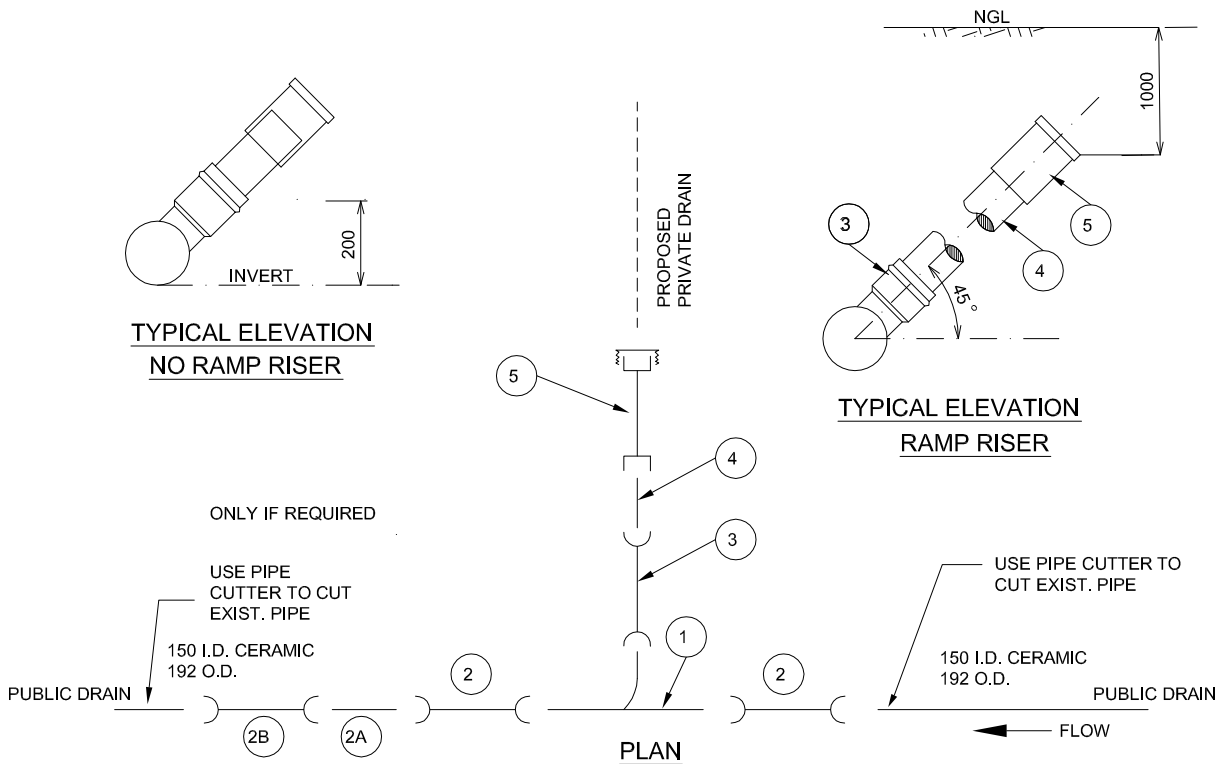 NGL
1000
200
INVERT
TYPICAL ELEVATION
NO RAMP RISER
PROPOSED
PRIVATE DRAIN
3
5
4
45°
TYPICAL ELEVATION
RAMP RISER
5
4
3
ONLY IF REQUIRED
USE PIPE
CUTTER TO CUT
EXIST. PIPE
150 I.D. CERAMIC
192 O.D.
PUBLIC DRAIN
2
1
2
USE PIPE CUTTER TO
CUT EXIST. PIPE
150 I.D. CERAMIC
192 O.D.
PUBLIC DRAIN
2B
2A
FLOW
PLAN